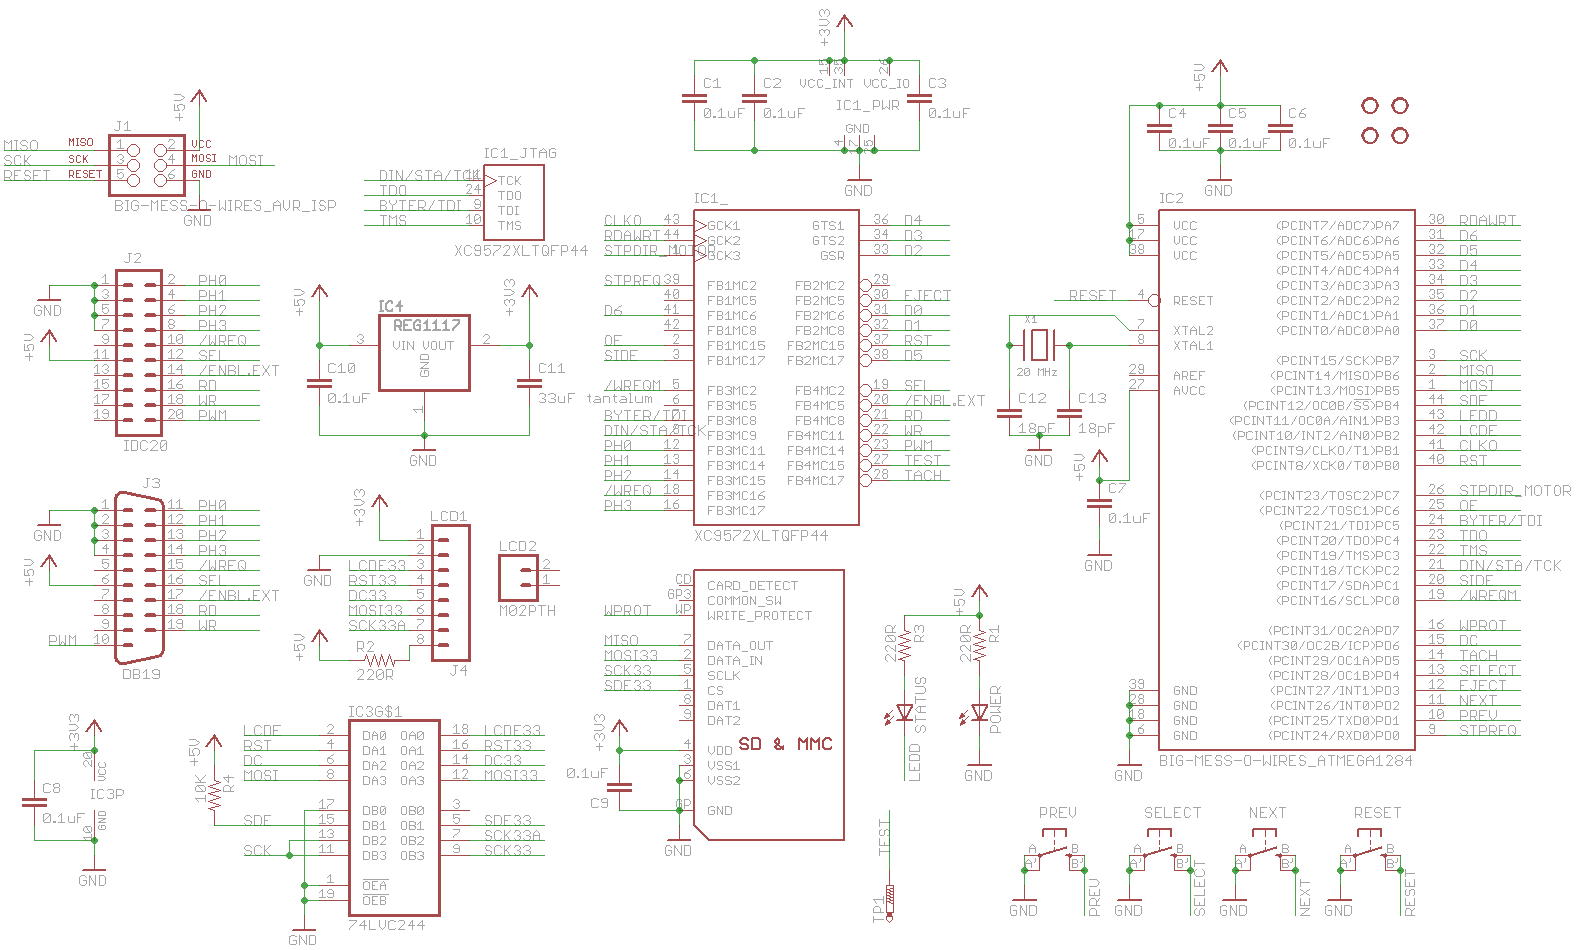 +3V3
15
35
26
VCC_INT VCC_IO
IC1_PWR
GND
4
17
25
C1
0.1uF
C2
0.1uF
C3
0.1uF
GND
+5V
C4
0.1uF
C5
0.1uF
C6
0.1uF
GND
+5V
J1
MISO MISO 1 2 VCC
SCK SCK 3 4 MOSI MOSI
RESET RESET 5 6 GND
BIG-MESS-O-WIRES_AVR_ISP
GND
IC1_JTAG
DIN/STA/TCK 11 TCK
TDO 24 TDO
BYTER/TDI 9 TDI
TMS 10 TMS
XC9572XLTQFP44
J2
1 2 PH0
3 4 PH1
5 6 PH2
7 8 PH3
9 10 /WREQ
11 12 SEL
13 14 /ENBL.EXT
15 16 RD
17 18 WR
19 20 PWM
IDC20
GND
+5V
+5V
IC4
REG1117
3 VIN VOUT 2
GND
1
+3V3
C10
0.1uF
C11
33uF tantalum
GND
IC1_
CLKO 43 GCK1 GTS1 36 D4
RDAWRT 44 GCK2 GTS2 34 D3
STPDIR_MOTOR 1 GCK3 GSR 33 D2
STPREQ 39 FB1MC2 FB2MC2 29
40 FB1MC5 FB2MC5 30 EJECT
D6 41 FB1MC6 FB2MC6 31 D0
42 FB1MC8 FB2MC8 32 D1
OE 2 FB1MC15 FB2MC15 37 RST
SIDE 3 FB1MC17 FB2MC17 38 D5
/WREQM 5 FB3MC2 FB4MC2 19 SEL
6 FB3MC5 FB4MC5 20 /ENBL.EXT
BYTER/TDI 7 FB3MC8 FB4MC8 21 RD
DIN/STA/TCK 8 FB3MC9 FB4MC11 22 WR
PH0 12 FB3MC11 FB4MC14 23 PWM
PH1 13 FB3MC14 FB4MC15 27 TEST
PH2 14 FB3MC15 FB4MC17 28 TACH
/WREQ 18 FB3MC16
PH3 16 FB3MC17
XC9572XLTQFP44
IC2
5 VCC (PCINT7/ADC7)PA7 30 RDAWRT
17 VCC (PCINT6/ADC6)PA6 31 D6
38 VCC (PCINT5/ADC5)PA5 32 D5
(PCINT4/ADC4)PA4 33 D4
(PCINT3/ADC3)PA3 34 D3
RESET 4 RESET (PCINT2/ADC2)PA2 35 D2
(PCINT1/ADC1)PA1 36 D1
7 XTAL2 (PCINT0/ADC0)PA0 37 D0
8 XTAL1
(PCINT15/SCK)PB7 3 SCK
29 AREF (PCINT14/MISO)PB6 2 MISO
27 AVCC (PCINT13/MOSI)PB5 1 MOSI
(PCINT12/OC0B/SS)PB4 44 SDE
(PCINT11/OC0A/AIN1)PB3 43 LEDD
(PCINT10/INT2/AIN0)PB2 42 LCDE
(PCINT9/CLKO/T1)PB1 41 CLKO
(PCINT8/XCK0/T0)PB0 40 RST
(PCINT23/TOSC2)PC7 26 STPDIR_MOTOR
(PCINT22/TOSC1)PC6 25 OE
(PCINT21/TDI)PC5 24 BYTER/TDI
(PCINT20/TDO)PC4 23 TDO
(PCINT19/TMS)PC3 22 TMS
(PCINT18/TCK)PC2 21 DIN/STA/TCK
(PCINT17/SDA)PC1 20 SIDE
(PCINT16/SCL)PC0 19 /WREQM
(PCINT31/OC2A)PD7 16 WPROT
(PCINT30/OC2B/ICP)PD6 15 DC
(PCINT29/OC1A)PD5 14 TACH
(PCINT28/OC1B)PD4 13 SELECT
39 GND (PCINT27/INT1)PD3 12 EJECT
28 GND (PCINT26/INT0)PD2 11 NEXT
18 GND (PCINT25/TXD0)PD1 10 PREV
6 GND (PCINT24/RXD0)PD0 9 STPREQ
GND
BIG-MESS-O-WIRES_ATMEGA1284
X1
20 MHz
C12
18pF
C13
18pF
GND
+5V
C7
0.1uF
GND
J3
1 11 PH0
2 12 PH1
3 13 PH2
4 14 PH3
5 15 /WREQ
6 16 SEL
7 17 /ENBL.EXT
8 18 RD
9 19 WR
PWM 10
DB19
GND
+5V
+3V3
LCD1
1
2
LCDE33 3
RST33 4
DC33 5
MOSI33 6
SCK33A 7
8
J4
GND
+5V
R2
220R
LCD2
2
1
M02PTH
CD CARD_DETECT
GP3 COMMON_SW
WPROT WP WRITE_PROTECT
MISO 7 DATA_OUT
MOSI33 2 DATA_IN
SCK33 5 SCLK
SDE33 1 CS
8 DAT1
9 DAT2
SD & MMC
4 VDD
3 VSS1
6 VSS2
GP GND
+3V3
0.1uF
C9
GND
+5V
R3
220R
R1
220R
STATUS
POWER
LEDD
GND
+3V3
20
VCC
IC3P
10
GND
C8
0.1uF
GND
IC3G$1
LCDE 2 DA0 OA0 18 LCDE33
RST 4 DA1 OA1 16 RST33
DC 6 DA2 OA2 14 DC33
MOSI 8 DA3 OA3 12 MOSI33
17 DB0 OB0 3
SDE 15 DB1 OB1 5 SDE33
13 DB2 OB2 7 SCK33A
SCK 11 DB3 OB3 9 SCK33
1 OEA
19 OEB
74LVC244
+5V
10K
R4
GND
TEST
TP1
PREV
A B
A' B'
GND
PREV
SELECT
A B
A' B'
GND
SELECT
NEXT
A B
A' B'
GND
NEXT
RESET
A B
A' B'
GND
RESET